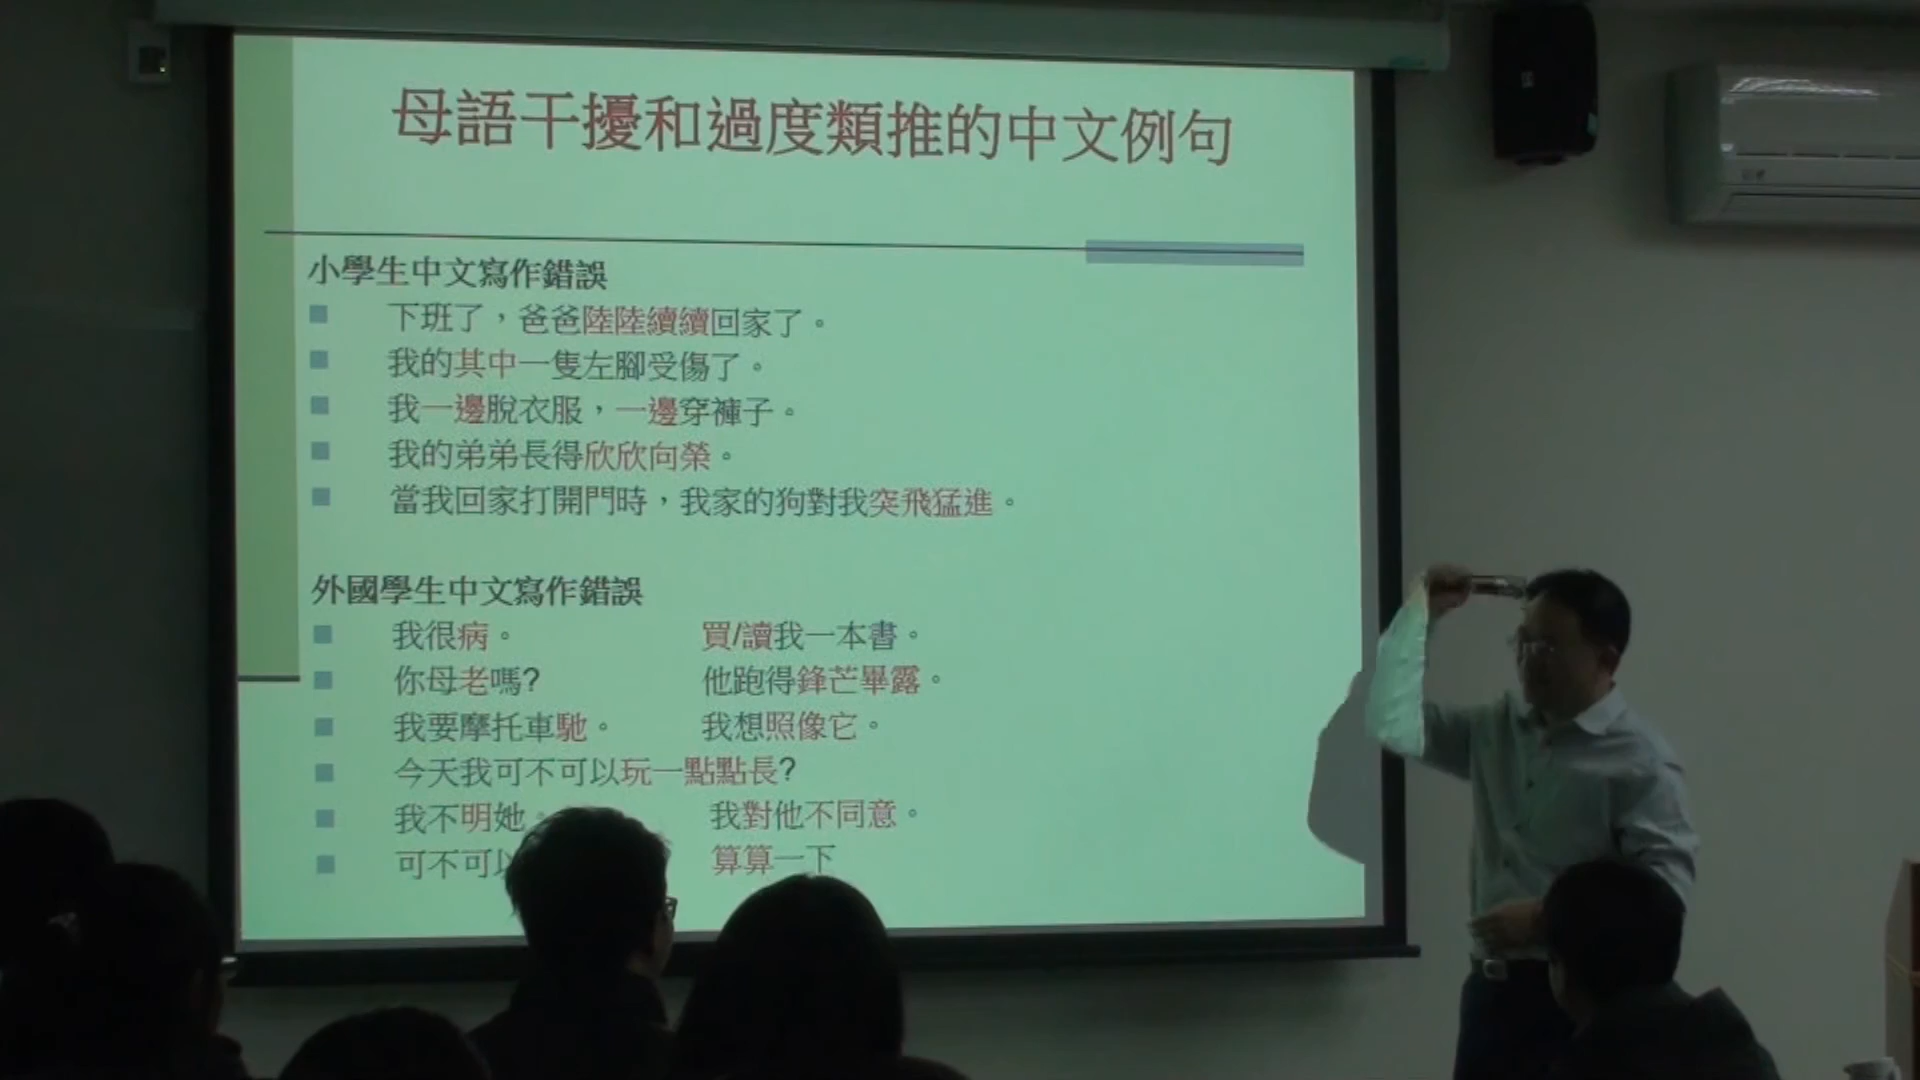 母語干擾和過度類推的中文例句
小學生中文寫作錯誤
下班了，爸爸陸陸續續回家了。
我的其中一隻左腳受傷了。
我一邊脫衣服，一邊穿褲子。
我的弟弟長得欣欣向榮。
當我回家打開門時，我家的狗對我突飛猛進。
外國學生中文寫作錯誤
我很病。 買/讀我一本書。
你母老嗎? 他跑得鋒芒畢露。
我要摩托車馳。 我想照像它。
今天我可不可以玩一點點長?
我不明她。 我對他不同意。
可不可以 算算一下